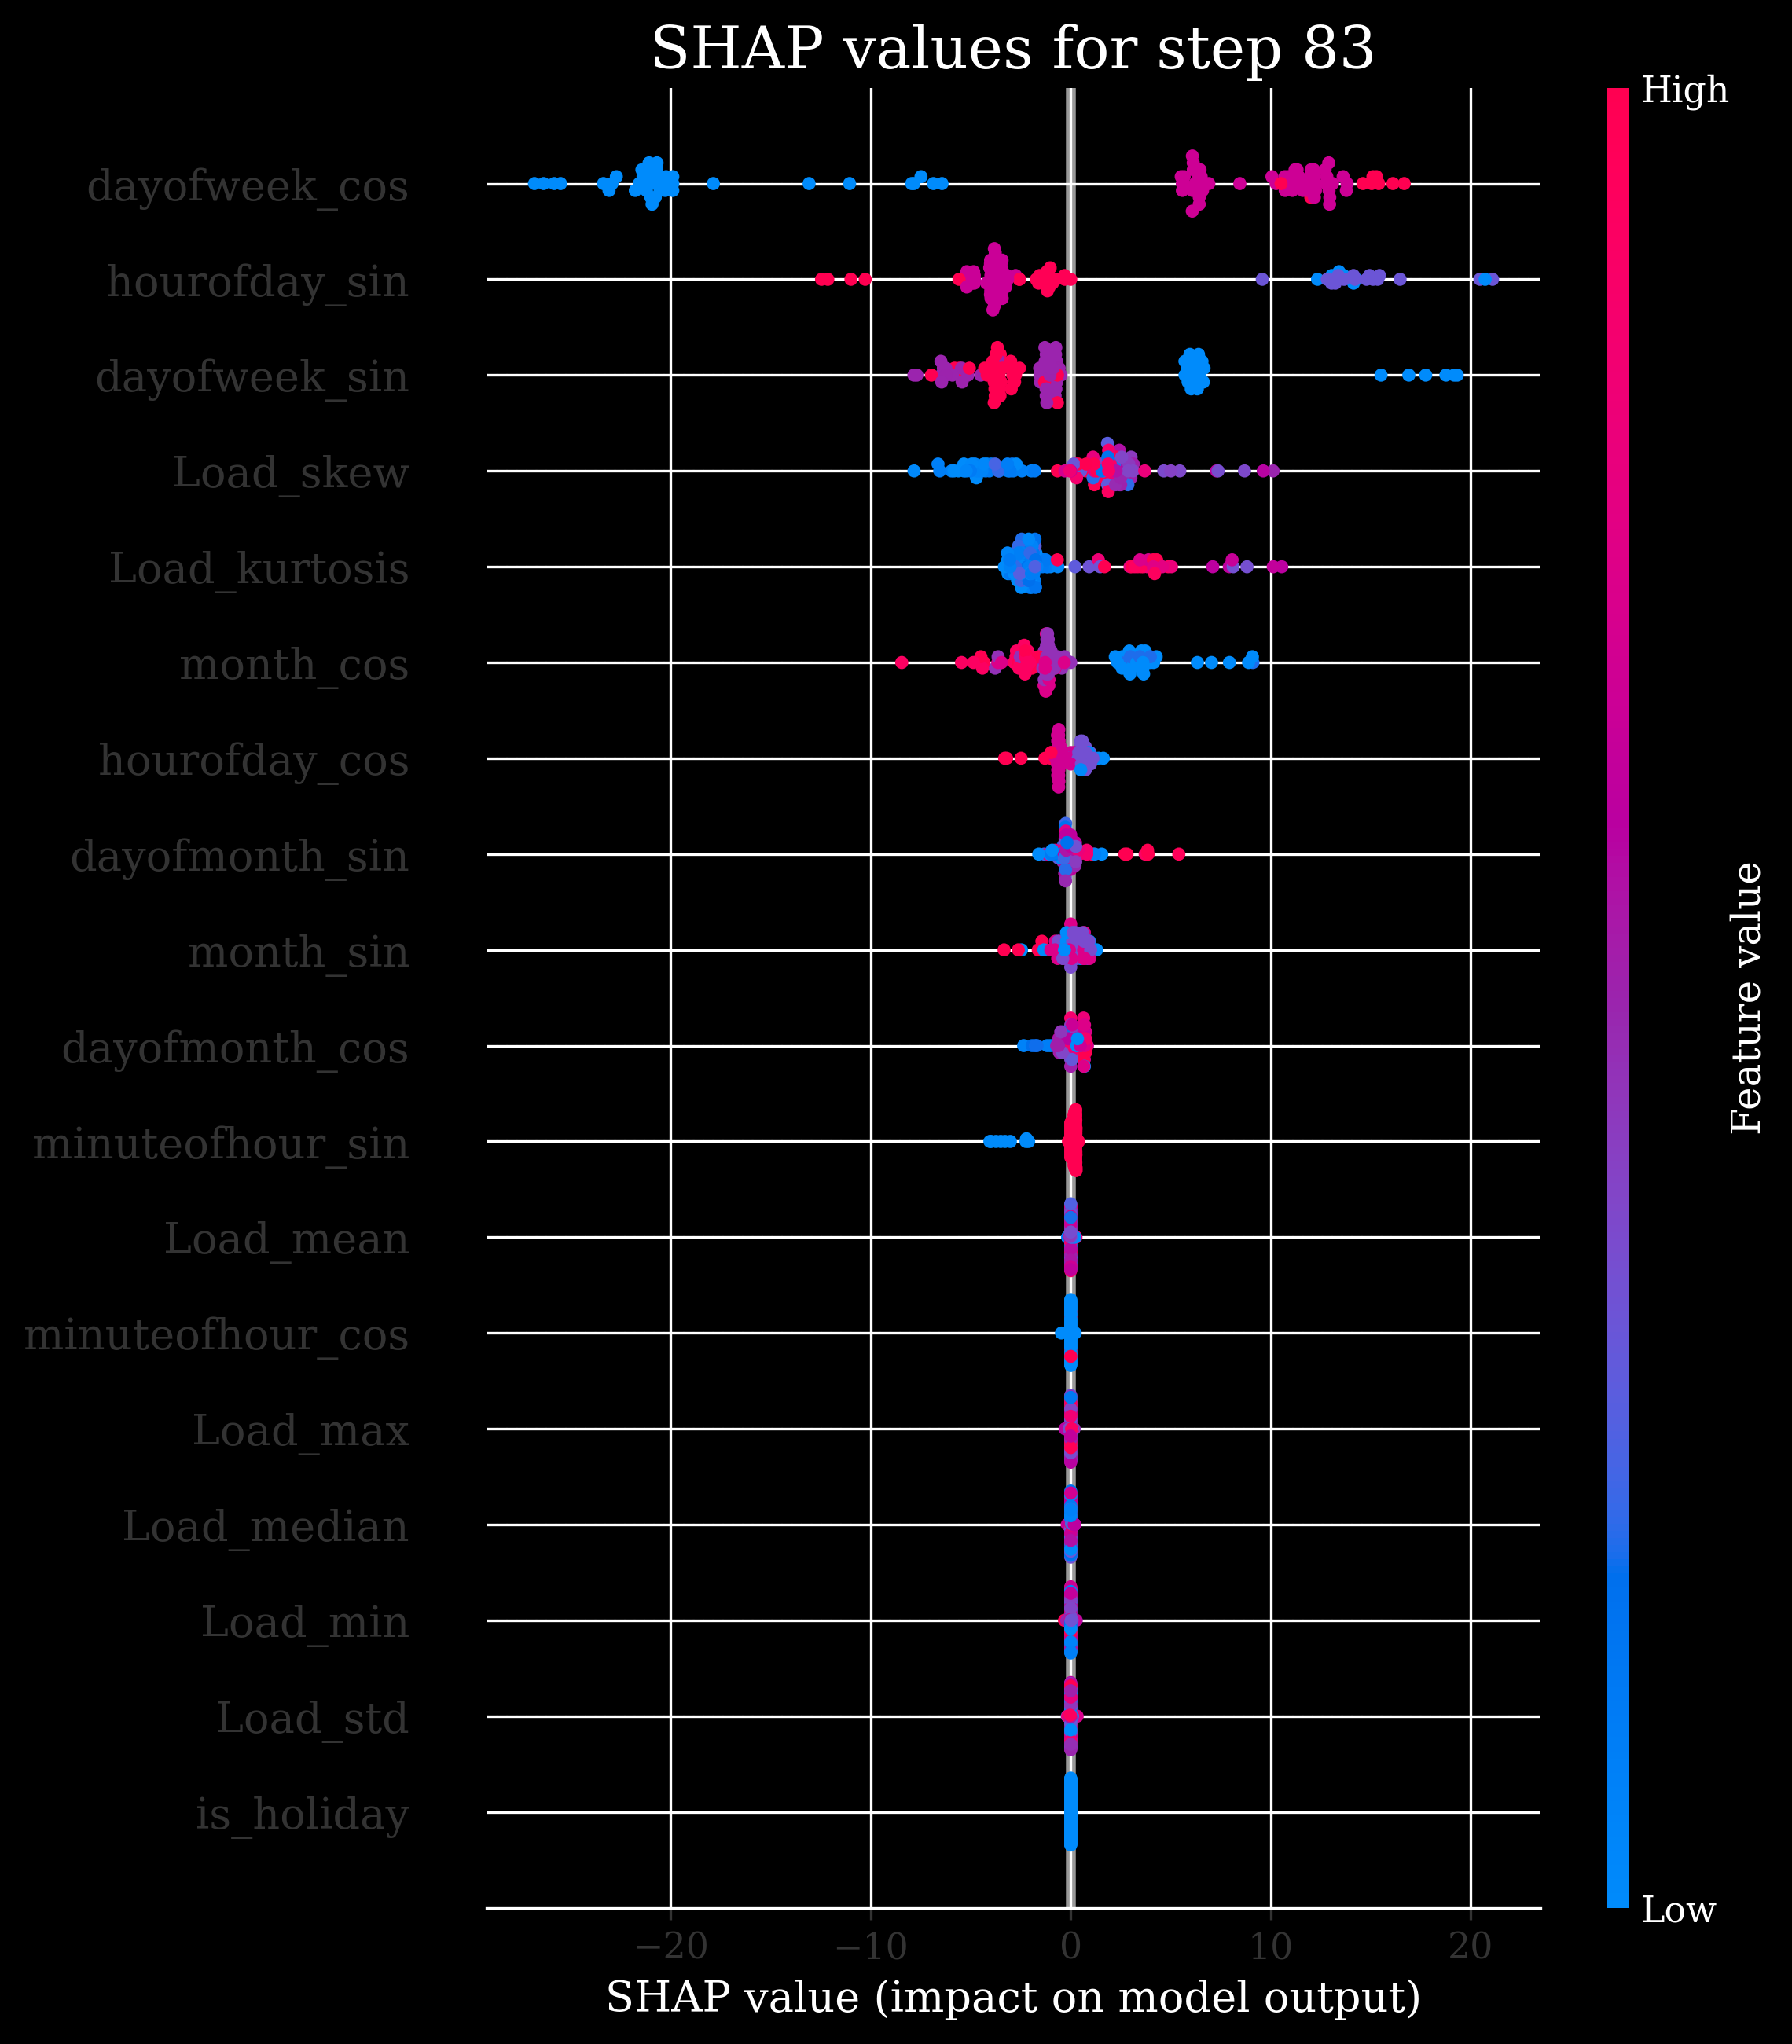 SHAP values for step 83
High
dayofweek_cos
hourofday_sin
dayofweek_sin
Load_skew
Load_kurtosis
month_cos
hourofday_cos
dayofmonth_sin
month_sin
dayofmonth_cos
minuteofhour_sin
Load_mean
minuteofhour_cos
Load_max
Load_median
Load_min
Load_std
is_holiday
Feature value
Low
−20 −10 0 10 20
SHAP value (impact on model output)